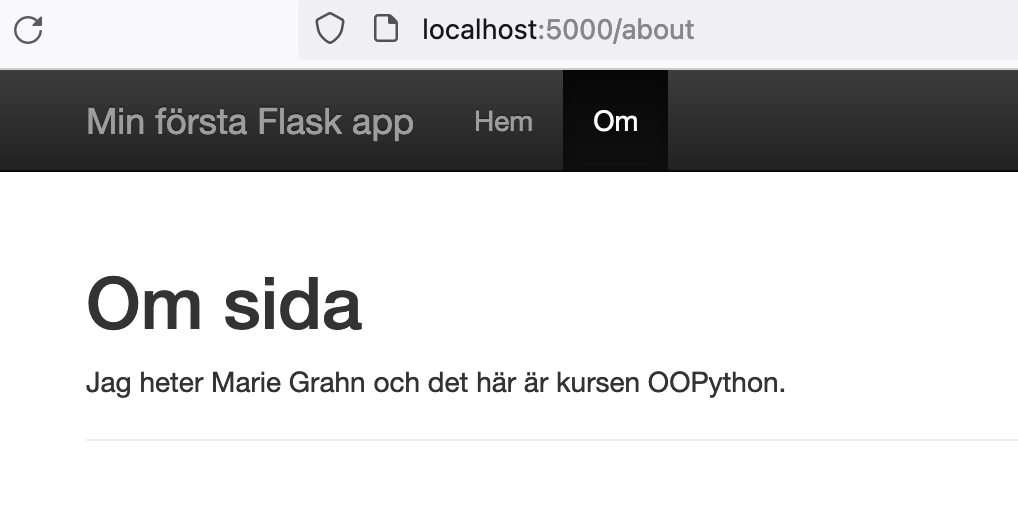 localhost:5000/about
Min första Flask app Hem Om
Om sida
Jag heter Marie Grahn och det här är kursen OOPython.